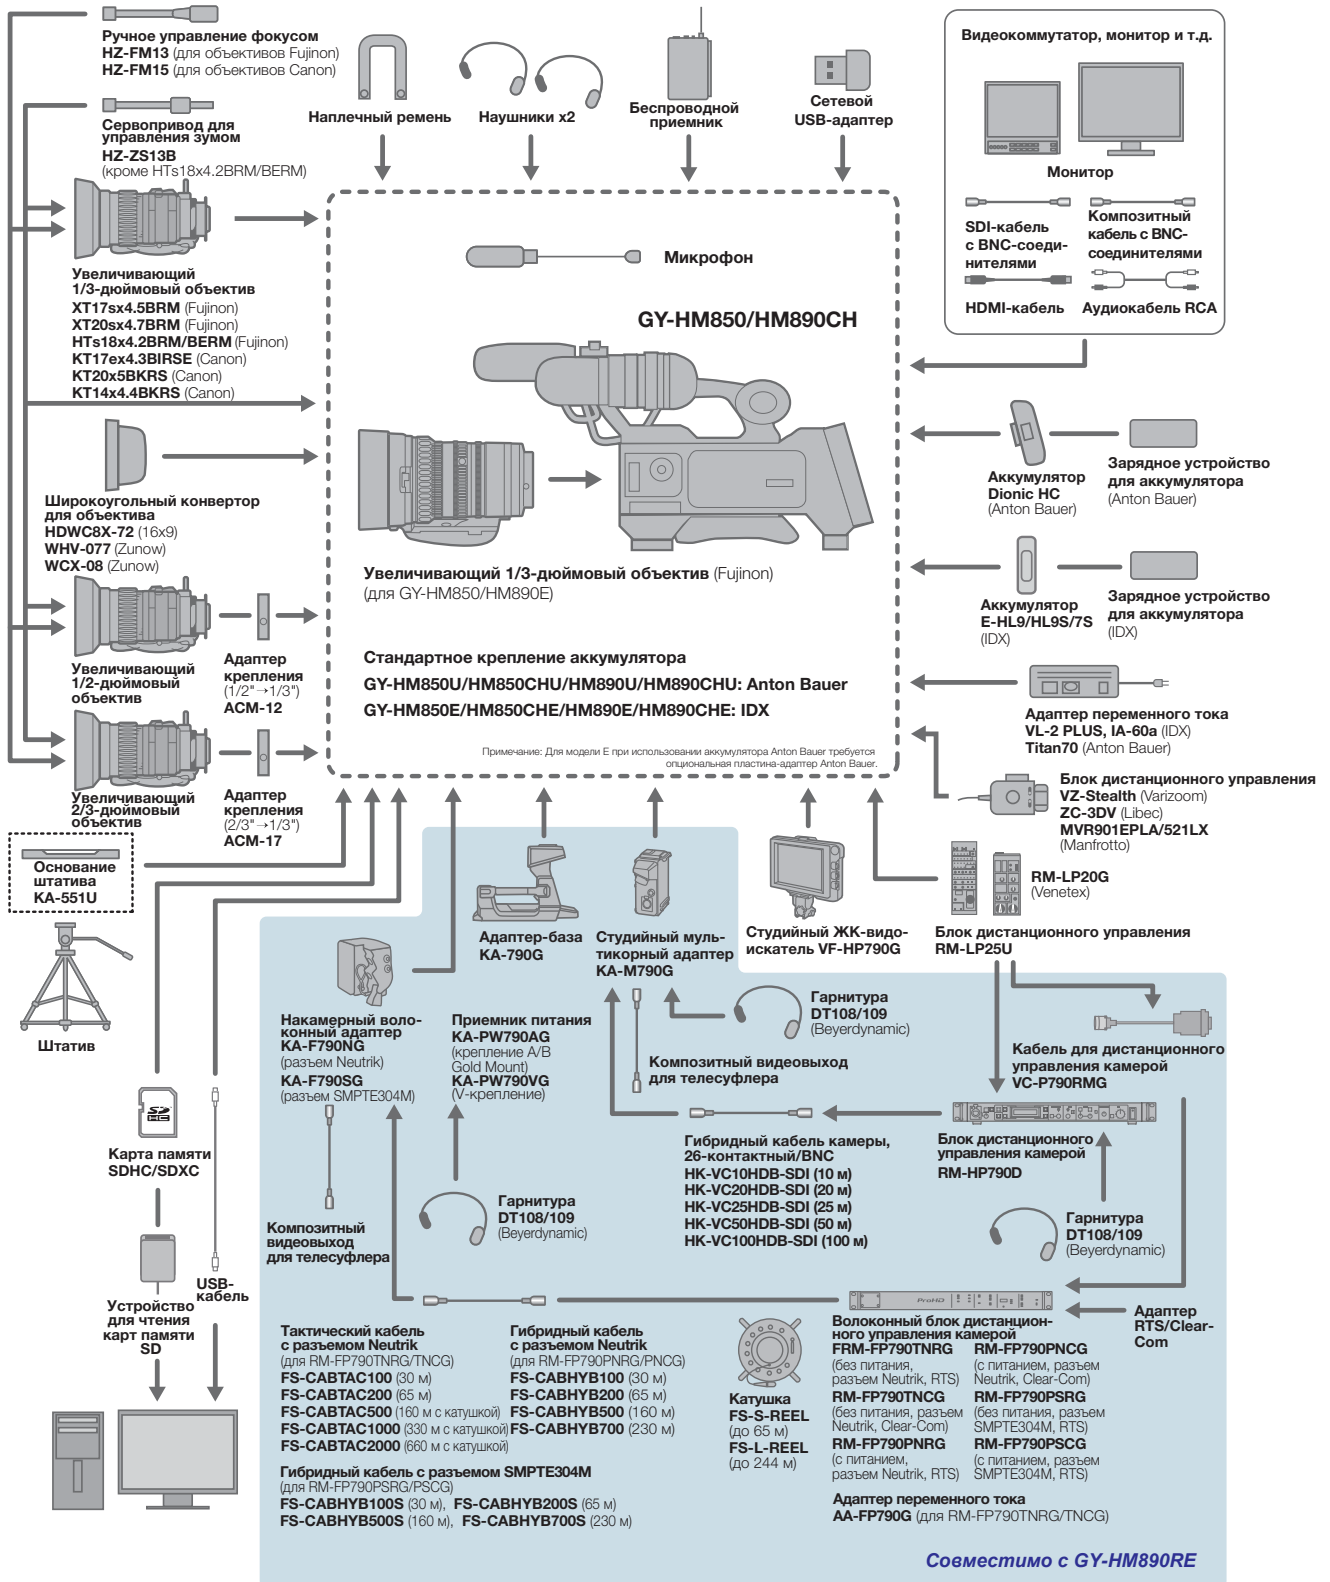 Ручное управление фокусом
HZ-FM13 (для объективов Fujinon)
HZ-FM15 (для объективов Canon)
Сервопривод для
управления зумом
HZ-ZS13B
(кроме HTs18x4.2BRM/BERM)
Наплечный ремень
Наушники x2
Беспроводной
приемник
Сетевой
USB-адаптер
Видеокоммутатор, монитор и т.д.
Монитор
SDI-кабель
с BNC-соеди-
нителями
Композитный
кабель с BNC-
соединителями
HDMI-кабель
Аудиокабель RCA
Увеличивающий
1/3-дюймовый объектив
XT17sx4.5BRM (Fujinon)
XT20sx4.7BRM (Fujinon)
HTs18x4.2BRM/BERM (Fujinon)
KT17ex4.3BIRSE (Canon)
KT20x5BKRS (Canon)
KT14x4.4BKRS (Canon)
Широкоугольный конвертор
для объектива
HDWC8X-72 (16x9)
WHV-077 (Zunow)
WCX-08 (Zunow)
Увеличивающий
1/2-дюймовый
объектив
Адаптер
крепления
(1/2"→1/3")
ACM-12
Увеличивающий
2/3-дюймовый
объектив
Адаптер
крепления
(2/3"→1/3")
ACM-17
Микрофон
GY-HM850/HM890CH
Увеличивающий 1/3-дюймовый объектив (Fujinon)
(для GY-HM850/HM890E)
Стандартное крепление аккумулятора
GY-HM850U/HM850CHU/HM890U/HM890CHU: Anton Bauer
GY-HM850E/HM850CHE/HM890E/HM890CHE: IDX
Примечание: Для модели E при использовании аккумулятора Anton Bauer требуется
опциональная пластина-адаптер Anton Bauer.
Аккумулятор
Dionic HC
(Anton Bauer)
Зарядное устройство
для аккумулятора
(Anton Bauer)
Аккумулятор
E-HL9/HL9S/7S
(IDX)
Зарядное устройство
для аккумулятора
(IDX)
Адаптер переменного тока
VL-2 PLUS, IA-60a (IDX)
Titan70 (Anton Bauer)
Блок дистанционного управления
VZ-Stealth (Varizoom)
ZC-3DV (Libec)
MVR901EPLA/521LX
(Manfrotto)
RM-LP20G
(Venetex)
Блок дистанционного управления
RM-LP25U
Основание
штатива
KA-551U
Штатив
Адаптер-база
KA-790G
Студийный муль-
тикорный адаптер
KA-M790G
Студийный ЖК-видо-
искатель VF-HP790G
Накамерный воло-
конный адаптер
KA-F790NG
(разъем Neutrik)
KA-F790SG
(разъем SMPTE304M)
Приемник питания
KA-PW790AG
(крепление A/B
Gold Mount)
KA-PW790VG
(V-крепление)
Гарнитура
DT108/109
(Beyerdynamic)
Композитный видеовыход
для телесуфлера
Кабель для дистанционного
управления камерой
VC-P790RMG
Гибридный кабель камеры,
26-контактный/BNC
HK-VC10HDB-SDI (10 м)
HK-VC20HDB-SDI (20 м)
HK-VC25HDB-SDI (25 м)
HK-VC50HDB-SDI (50 м)
HK-VC100HDB-SDI (100 м)
Блок дистанционного
управления камерой
RM-HP790D
Гарнитура
DT108/109
(Beyerdynamic)
Карта памяти
SDHC/SDXC
Устройство
для чтения
карт памяти
SD
USB-
кабель
Композитный
видеовыход
для телесуфлера
Гарнитура
DT108/109
(Beyerdynamic)
ProHD
Адаптер
RTS/Clear-
Com
Тактический кабель
с разъемом Neutrik
(для RM-FP790TNRG/TNCG)
FS-CABTAC100 (30 м)
FS-CABTAC200 (65 м)
FS-CABTAC500 (160 м с катушкой)
FS-CABTAC1000 (330 м с катушкой)
FS-CABTAC2000 (660 м с катушкой)
Гибридный кабель
с разъемом Neutrik
(для RM-FP790PNRG/PNCG)
FS-CABHYB100 (30 м)
FS-CABHYB200 (65 м)
FS-CABHYB500 (160 м)
FS-CABHYB700 (230 м)
Гибридный кабель с разъемом SMPTE304M
(для RM-FP790PSRG/PSCG)
FS-CABHYB100S (30 м), FS-CABHYB200S (65 м)
FS-CABHYB500S (160 м), FS-CABHYB700S (230 м)
Катушка
FS-S-REEL
(до 65 м)
FS-L-REEL
(до 244 м)
Волоконный блок дистанцион-
ного управления камерой
FRM-FP790TNRG
(без питания,
разъем Neutrik, RTS)
RM-FP790TNCG
(без питания, разъем
Neutrik, Clear-Com)
RM-FP790PNRG
(с питанием,
разъем Neutrik, RTS)
RM-FP790PNCG
(с питанием, разъем
Neutrik, Clear-Com)
RM-FP790PSRG
(без питания, разъем
SMPTE304M, RTS)
RM-FP790PSCG
(с питанием, разъем
SMPTE304M, RTS)
Адаптер переменного тока
AA-FP790G (для RM-FP790TNRG/TNCG)
Совместимо с GY-HM890RE